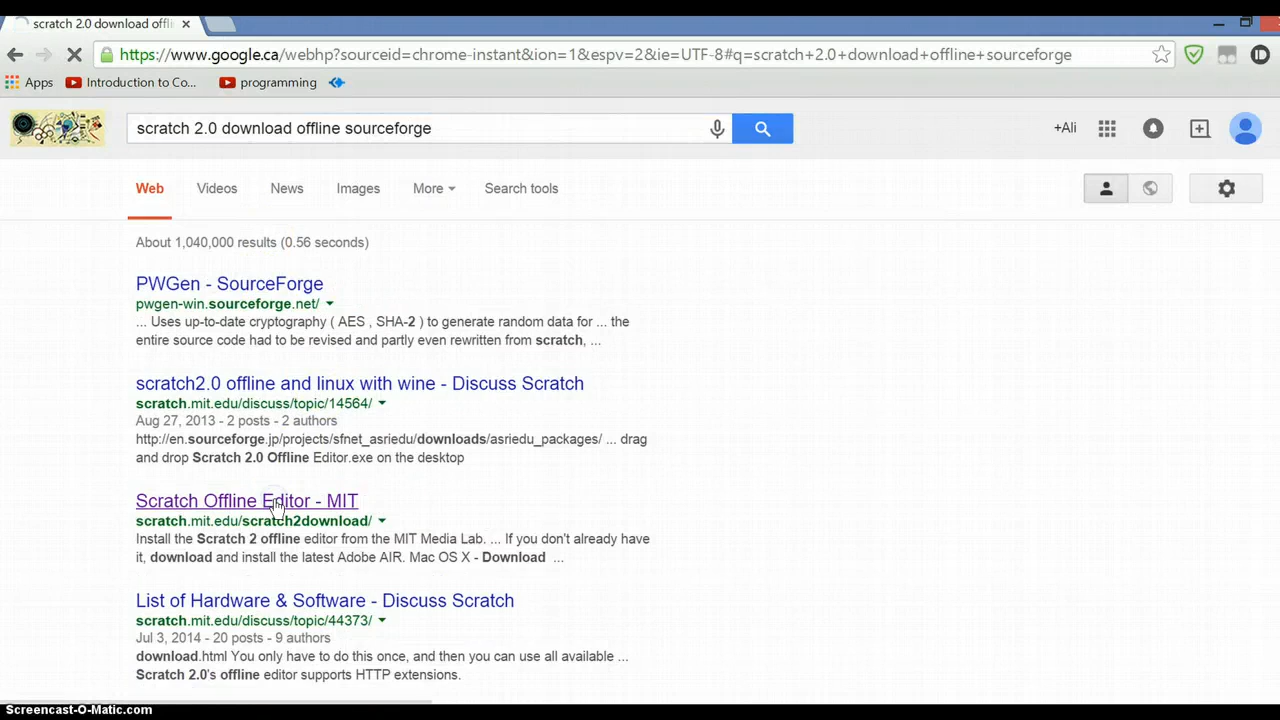 scratch 2.0 download offli
https://www.google.ca/webhp?sourceid=chrome-instant&ion=1&espv=2&ie=UTF-8#q=scratch+2.0+download+offline+sourceforge
Apps Introduction to Co... programming
scratch 2.0 download offline sourceforge
+Ali
Web Videos News Images More Search tools
About 1,040,000 results (0.56 seconds)
PWGen - SourceForge
pwgen-win.sourceforge.net/
... Uses up-to-date cryptography ( AES , SHA-2 ) to generate random data for ... the
entire source code had to be revised and partly even rewritten from scratch, ...
scratch2.0 offline and linux with wine - Discuss Scratch
scratch.mit.edu/discuss/topic/14564/
Aug 27, 2013 - 2 posts - 2 authors
http://en.sourceforge.jp/projects/sfnet_asriedu/downloads/asriedu_packages/ ... drag
and drop Scratch 2.0 Offline Editor.exe on the desktop
Scratch Offline Editor - MIT
scratch.mit.edu/scratch2download/
Install the Scratch 2 offline editor from the MIT Media Lab. ... If you don't already have
it, download and install the latest Adobe AIR. Mac OS X - Download ...
List of Hardware & Software - Discuss Scratch
scratch.mit.edu/discuss/topic/44373/
Jul 3, 2014 - 20 posts - 9 authors
download.html You only have to do this once, and then you can use all available ...
Scratch 2.0's offline editor supports HTTP extensions.
Screencast-O-Matic.com